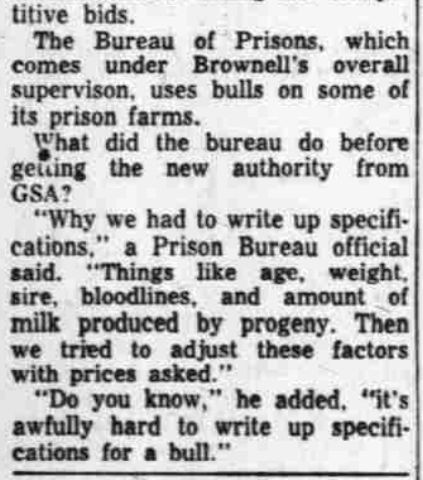 titive bids.
The Bureau of Prisons, which
comes under Brownell's overall
supervison, uses bulls on some of
its prison farms.
What did the bureau do before
getting the new authority from
GSA?
"Why we had to write up specifi-
cations," a Prison Bureau official
said. "Things like age, weight,
sire, bloodlines, and amount of
milk produced by progeny. Then
we tried to adjust these factors
with prices asked."
"Do you know," he added, "it's
awfully hard to write up specifi-
cations for a bull."